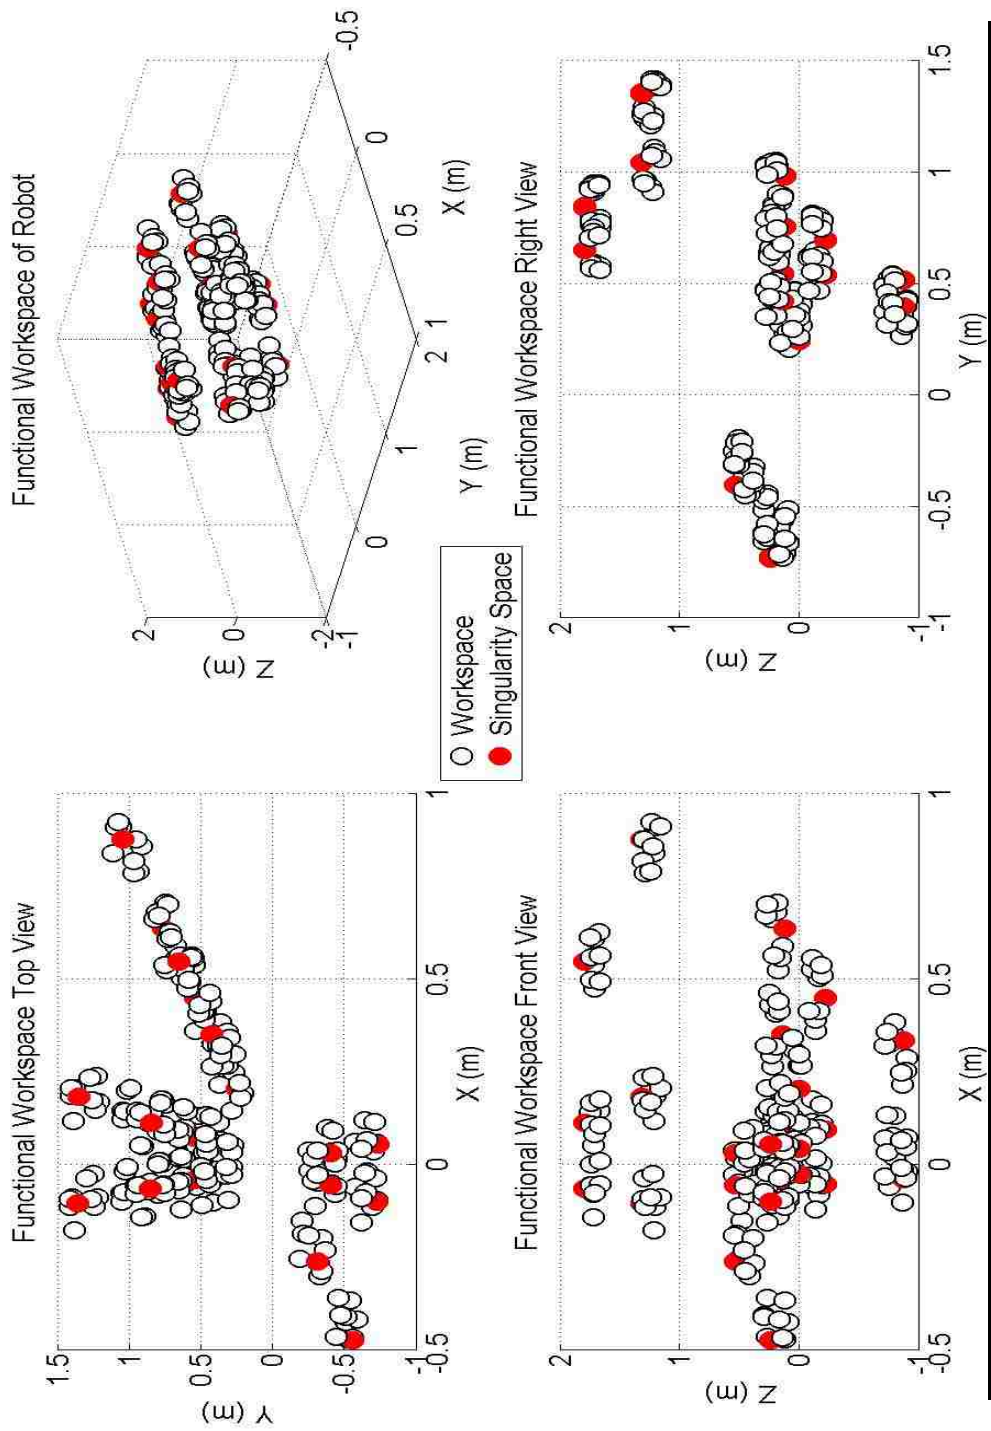 Functional Workspace Top View
1.5
1
0.5
0
-0.5
Y (m)
-0.5
0
0.5
1
X (m)
Functional Workspace of Robot
2
0
-2
Z (m)
-1
0
1
2
Y (m)
1
0.5
0
-0.5
X (m)
Workspace
Singularity Space
Functional Workspace Front View
2
1
0
-1
Z (m)
-0.5
0
0.5
1
X (m)
Functional Workspace Right View
2
1
0
-1
Z (m)
-1
-0.5
0
0.5
1
1.5
Y (m)